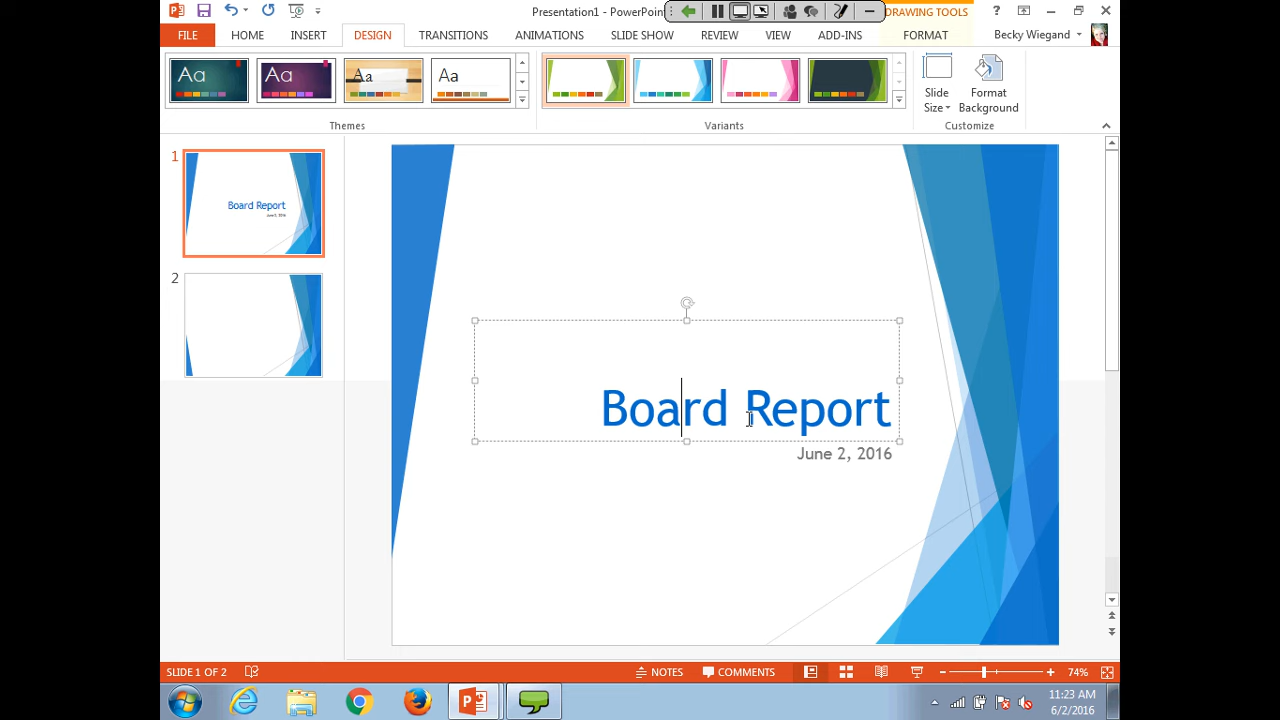 Presentation1 - PowerPoin
DRAWING TOOLS
?
FILE HOME INSERT DESIGN TRANSITIONS ANIMATIONS SLIDE SHOW REVIEW VIEW ADD-INS FORMAT Becky Wiegand
Aa Aa Aa Aa
Slide Size
Format Background
Themes Variants Customize
1
Board Report
June 2, 2016
2
Board Report
June 2, 2016
SLIDE 1 OF 2 NOTES COMMENTS 74%
11:23 AM
6/2/2016